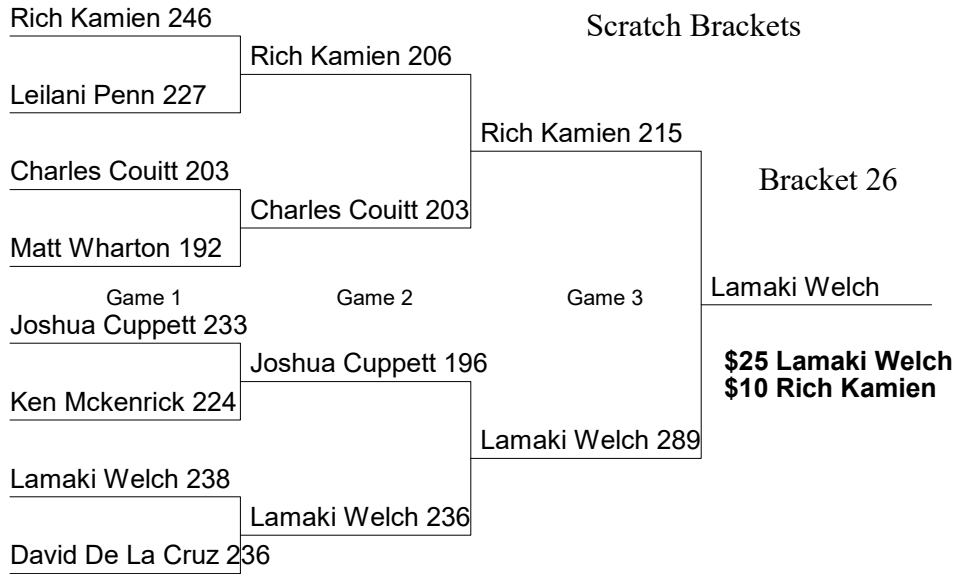 Rich Kamien 246
Scratch Brackets
Rich Kamien 206
Leilani Penn 227
Rich Kamien 215
Charles Couitt 203
Bracket 26
Charles Couitt 203
Matt Wharton 192
Game 1
Game 2
Game 3
Lamaki Welch
Joshua Cuppett 233
Joshua Cuppett 196
$25 Lamaki Welch
$10 Rich Kamien
Ken Mckenrick 224
Lamaki Welch 289
Lamaki Welch 238
Lamaki Welch 236
David De La Cruz 236